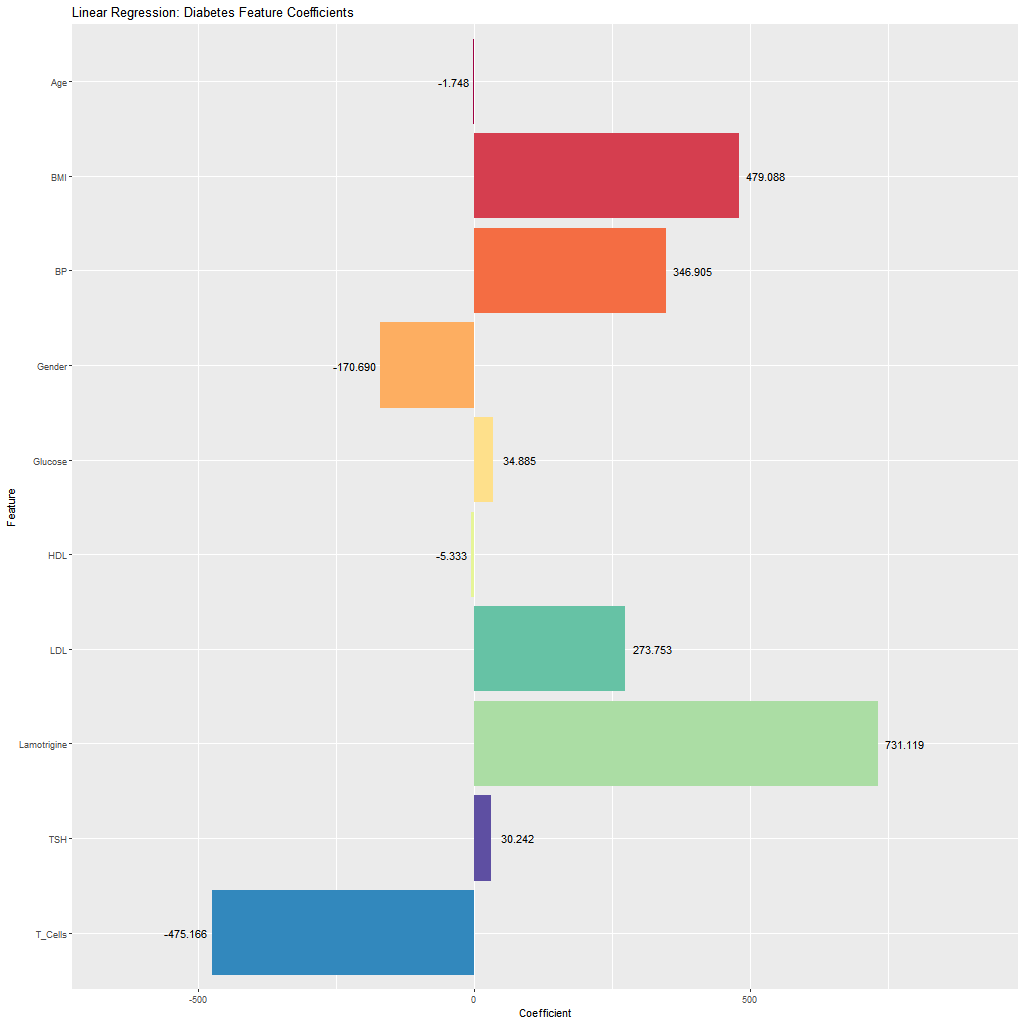 Linear Regression: Diabetes Feature Coefficients
Age
-1.748
BMI
479.088
BP
346.905
Gender
-170.690
Glucose
34.885
HDL
-5.333
LDL
273.753
Lamotrigine
731.119
TSH
30.242
T_Cells
-475.166
Feature
-500
0
500
Coefficient